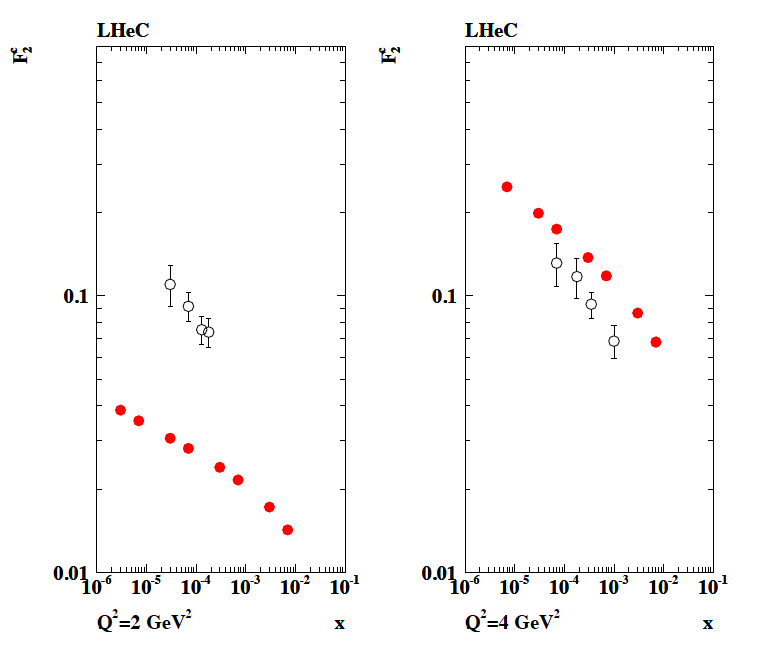 LHeC LHeC
F₂ᶜ F₂ᶜ
0.1 0.1
0.01 0.01
10⁻⁶ 10⁻⁵ 10⁻⁴ 10⁻³ 10⁻² 10⁻¹ 10⁻⁶ 10⁻⁵ 10⁻⁴ 10⁻³ 10⁻² 10⁻¹
Q²=2 GeV² x Q²=4 GeV² x